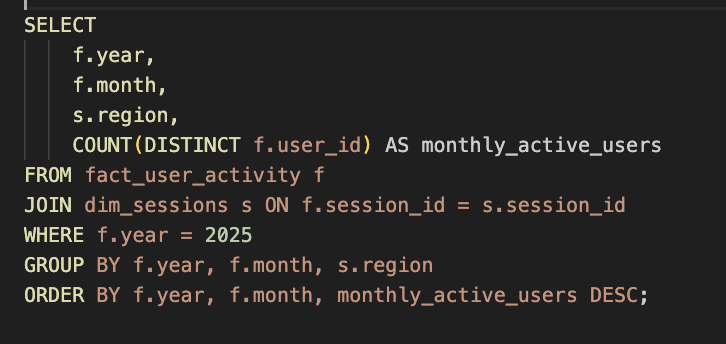 SELECT
    f.year,
    f.month,
    s.region,
    COUNT(DISTINCT f.user_id) AS monthly_active_users
FROM fact_user_activity f
JOIN dim_sessions s ON f.session_id = s.session_id
WHERE f.year = 2025
GROUP BY f.year, f.month, s.region
ORDER BY f.year, f.month, monthly_active_users DESC;